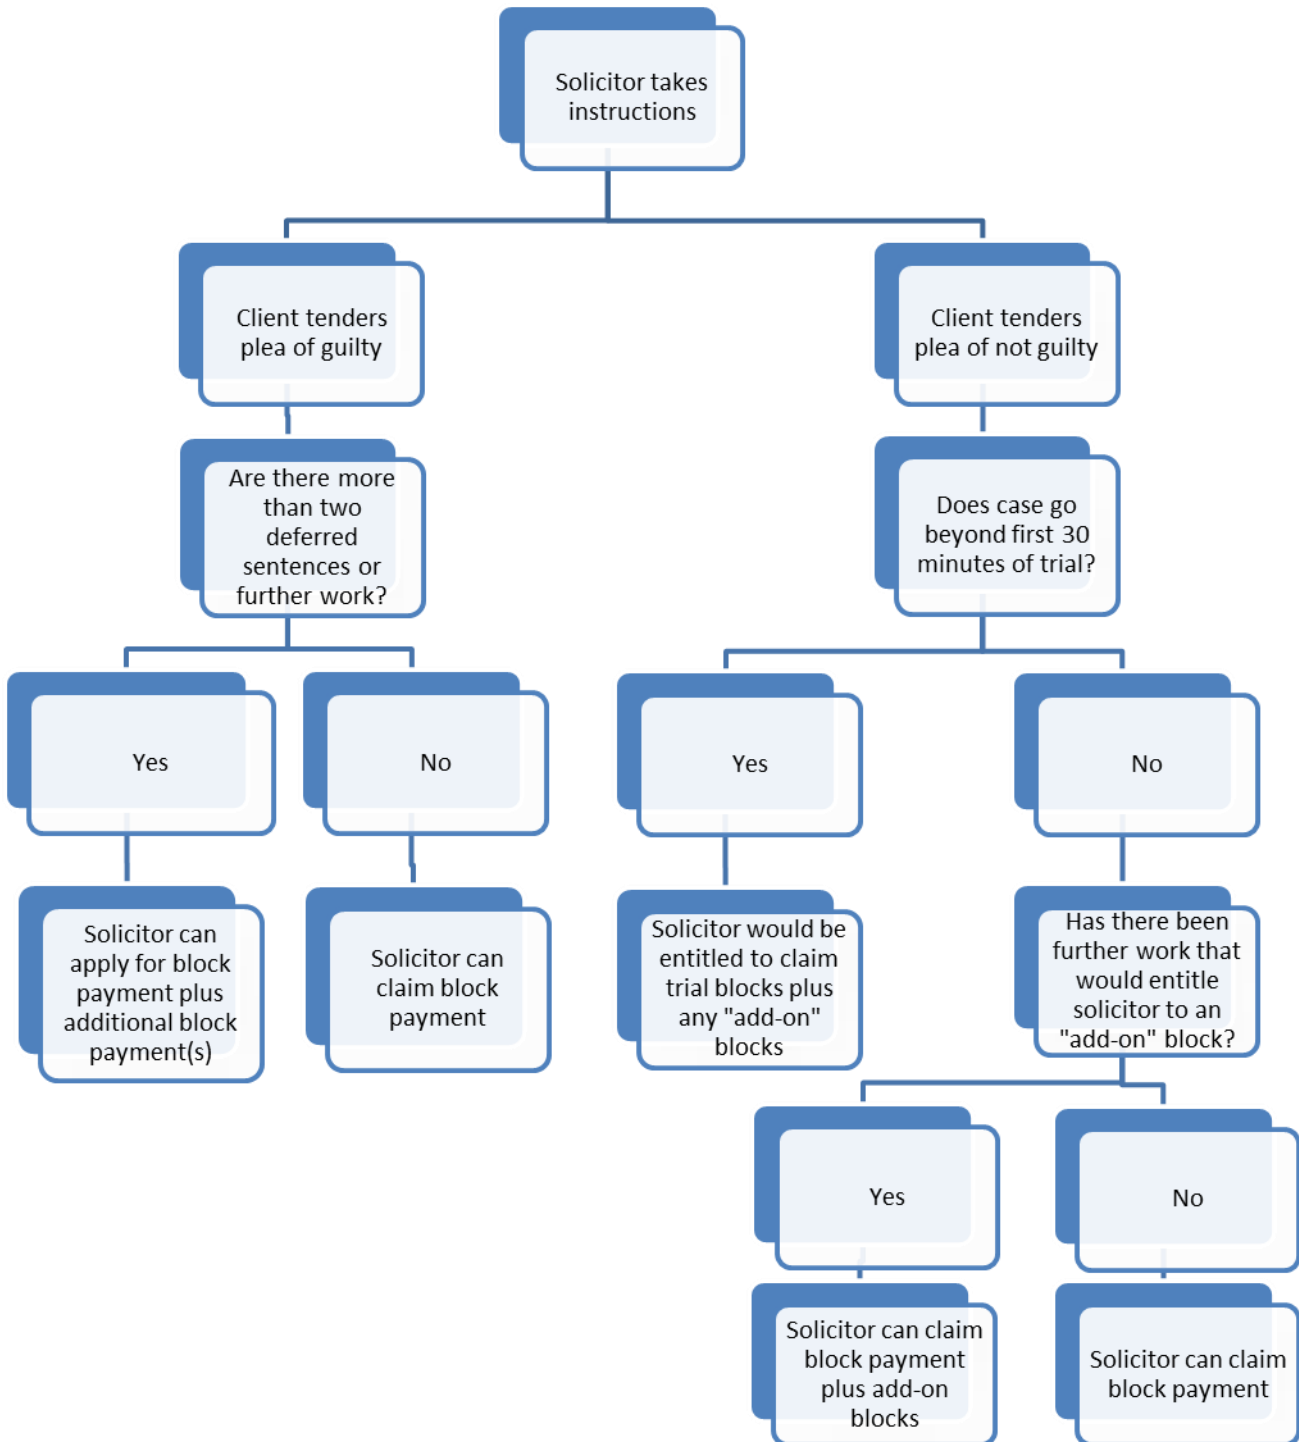 Solicitor takes
instructions
Client tenders
plea of guilty
Client tenders
plea of not guilty
Are there more
than two
deferred
sentences or
further work?
Does case go
beyond first 30
minutes of trial?
Yes
No
Yes
No
Solicitor can
apply for block
payment plus
additional block
payment(s)
Solicitor can
claim block
payment
Solicitor would be
entitled to claim
trial blocks plus
any "add-on"
blocks
Has there been
further work that
would entitle
solicitor to an
"add-on" block?
Yes
No
Solicitor can claim
block payment
plus add-on
blocks
Solicitor can claim
block payment